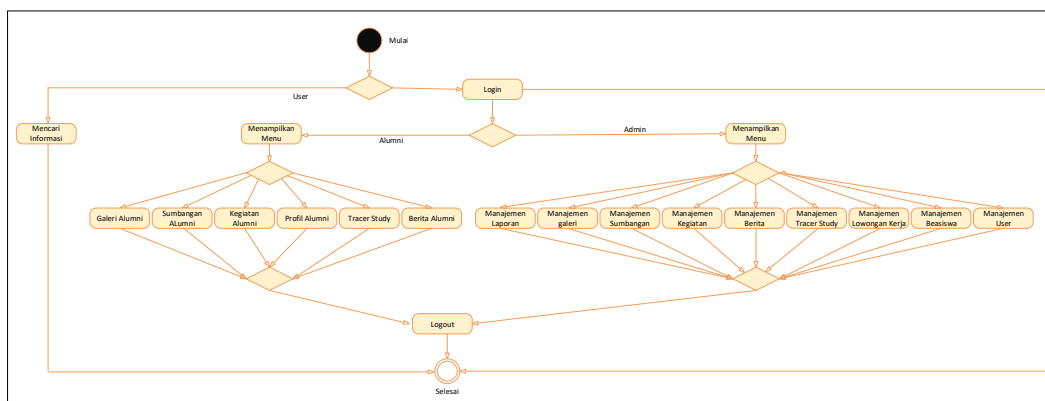 Mulai
User
Login
Mencari
Informasi
Menampilkan
Menu
Alumni
Admin
Menampilkan
Menu
Galeri Alumni
Sumbangan
ALumni
Kegiatan
Alumni
Profil Alumni
Tracer Study
Berita Alumni
Manajemen
Laporan
Manajemen
galeri
Manajemen
Sumbangan
Manajemen
Kegiatan
Manajemen
Berita
Manajemen
Tracer Study
Manajemen
Lowongan Kerja
Manajemen
Beasiswa
Manajemen
User
Logout
Selesai